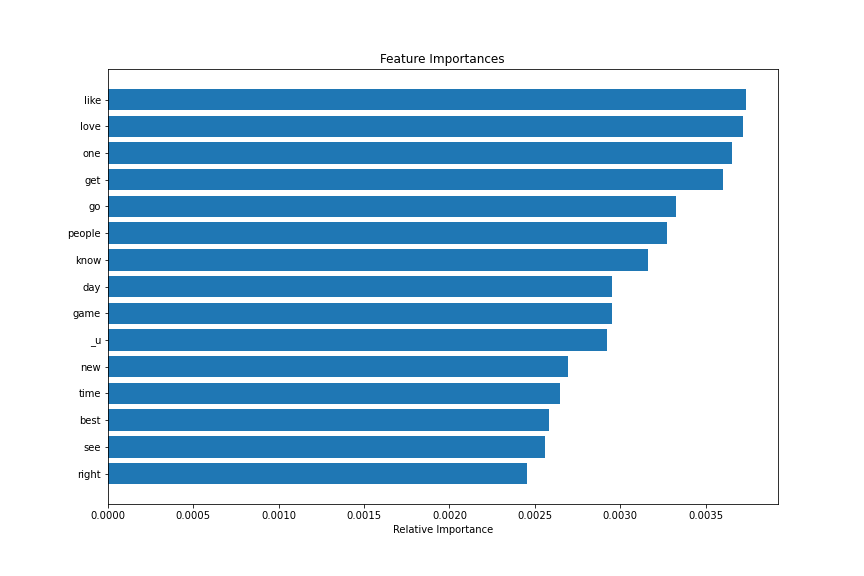 Feature Importances
like
love
one
get
go
people
know
day
game
_u
new
time
best
see
right
0.0000 0.0005 0.0010 0.0015 0.0020 0.0025 0.0030 0.0035
Relative Importance